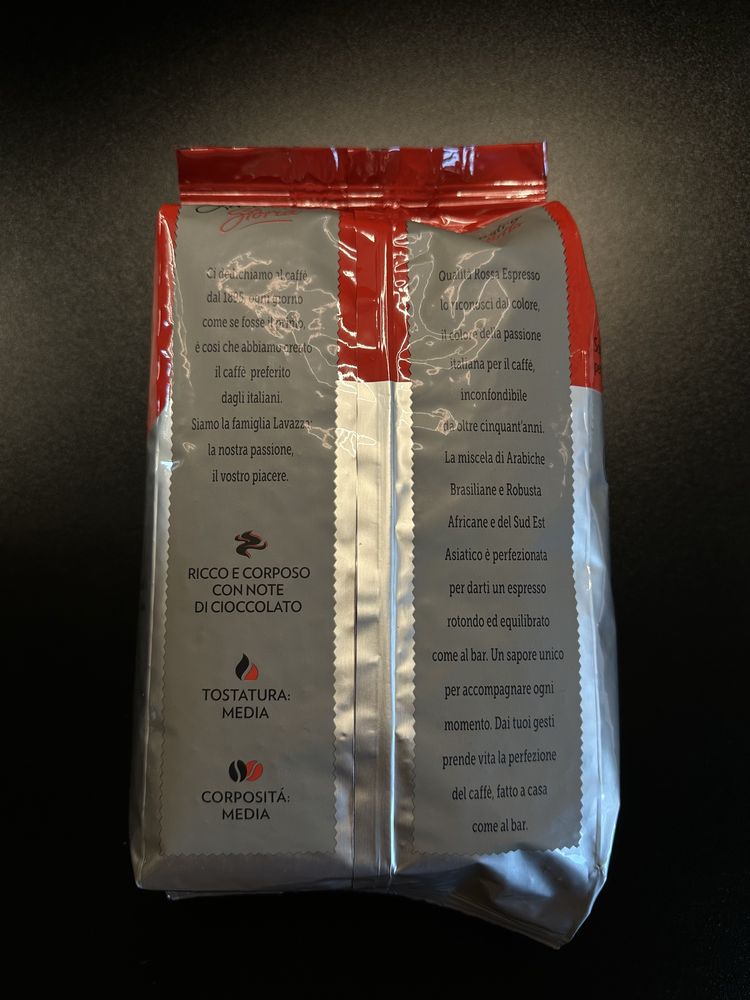 Storia
Ci dedichiamo al caffè
dal 1895, ogni giorno
come se fosse il primo,
è così che abbiamo creato
il caffè preferito
dagli italiani.
Siamo la famiglia Lavazza:
la nostra passione,
il vostro piacere.
RICCO E CORPOSO
CON NOTE
DI CIOCCOLATO
TOSTATURA:
MEDIA
CORPOSITÁ:
MEDIA
Qualità Rossa Espresso
lo riconosci dal colore,
il colore della passione
italiana per il caffè,
inconfondibile
da oltre cinquant'anni.
La miscela di Arabiche
Brasiliane e Robusta
Africane e del Sud Est
Asiatico è perfezionata
per darti un espresso
rotondo ed equilibrato
come al bar. Un sapore unico
per accompagnare ogni
momento. Dai tuoi gesti
prende vita la perfezione
del caffè, fatto a casa
come al bar.